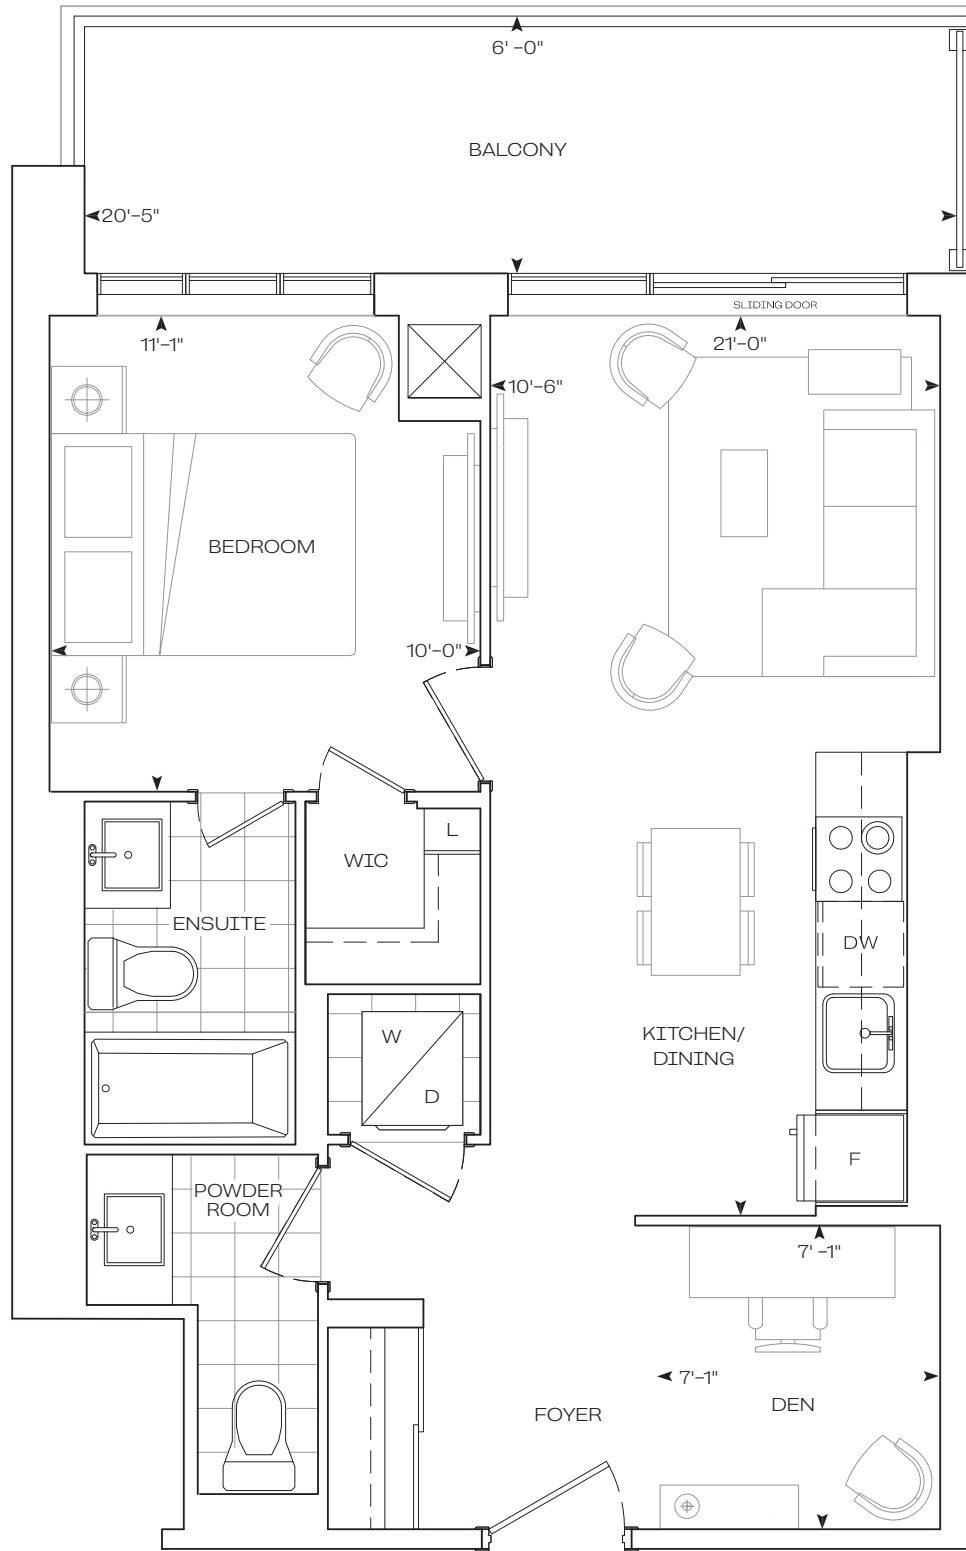 6'-0"
BALCONY
20'-5"
SLIDING DOOR
11'-1"
21'-0"
10'-6"
BEDROOM
10'-0"
L
WIC
ENSUITE
DW
W
KITCHEN/
DINING
D
F
POWDER
ROOM
7'-1"
7'-1"
DEN
FOYER